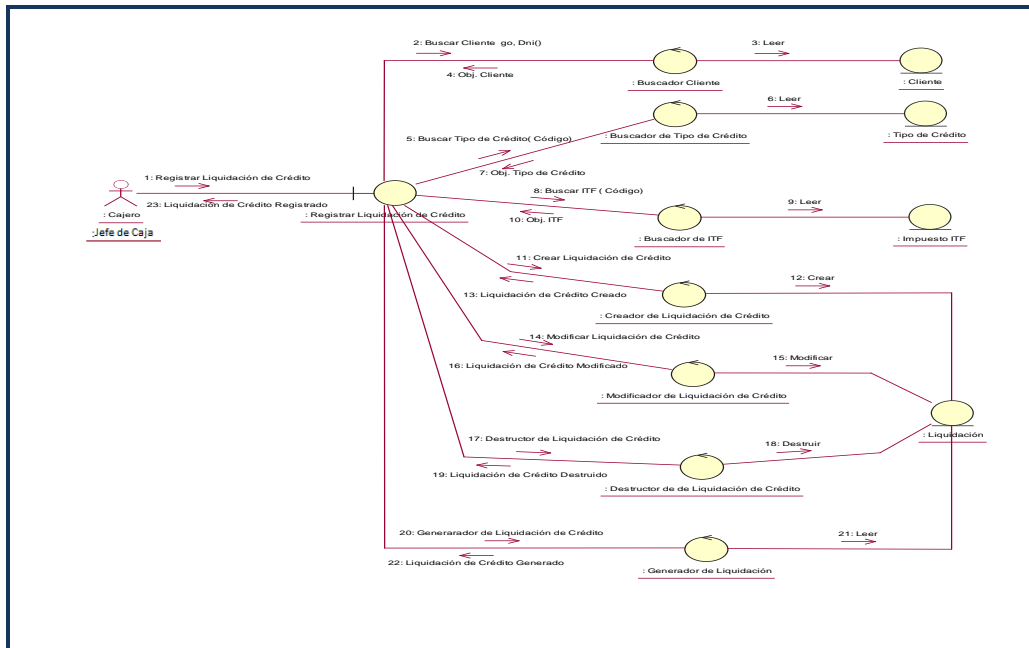 2: Buscar Cliente go, Dni()
3: Leer
4: Obj. Cliente
: Buscador Cliente
: Cliente
6: Leer
5: Buscar Tipo de Crédito( Código)
: Buscador de Tipo de Crédito
: Tipo de Crédito
7: Obj. Tipo de Crédito
1: Registrar Liquidación de Crédito
8: Buscar ITF ( Código)
23: Liquidación de Crédito Registrado
9: Leer
: Cajero
: Registrar Liquidación de Crédito
10: Obj. ITF
:Jefe de Caja
: Buscador de ITF
: Impuesto ITF
11: Crear Liquidación de Crédito
12: Crear
13: Liquidación de Crédito Creado
: Creador de Liquidación de Crédito
14: Modificar Liquidación de Crédito
15: Modificar
16: Liquidación de Crédito Modificado
: Modificador de Liquidación de Crédito
17: Destructor de Liquidación de Crédito
: Liquidación
18: Destruir
19: Liquidación de Crédito Destruido
: Destructor de de Liquidación de Crédito
20: Generarador de Liquidación de Crédito
21: Leer
22: Liquidación de Crédito Generado
: Generador de Liquidación